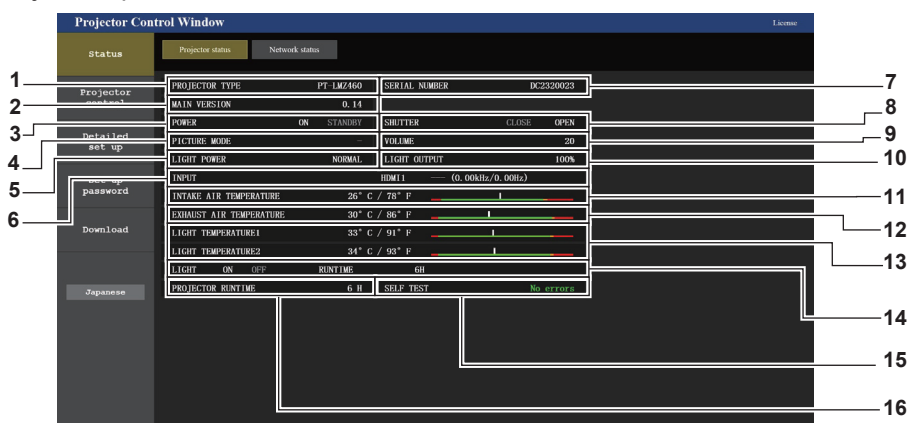 Projector Control Window License
Status Projector status Network status
1 PROJECTOR TYPE PT-LMZ460 SERIAL NUMBER DC2320023 7
Projector
control
2 MAIN VERSION 0.14
3 POWER ON STANDBY SHUTTER CLOSE OPEN 8
Detailed
set up
4 PICTURE MODE - VOLUME 20 9
5 LIGHT POWER NORMAL LIGHT OUTPUT 100% 10
Set up
password
6 INPUT HDMI1 --- (0.00kHz/0.00Hz)
INTAKE AIR TEMPERATURE 26° C / 78° F 11
EXHAUST AIR TEMPERATURE 30° C / 86° F 12
Download
LIGHT TEMPERATURE1 33° C / 91° F 13
LIGHT TEMPERATURE2 34° C / 93° F
LIGHT ON OFF RUNTIME 6H 14
Japanese
PROJECTOR RUNTIME 6 H SELF TEST No errors 15
16